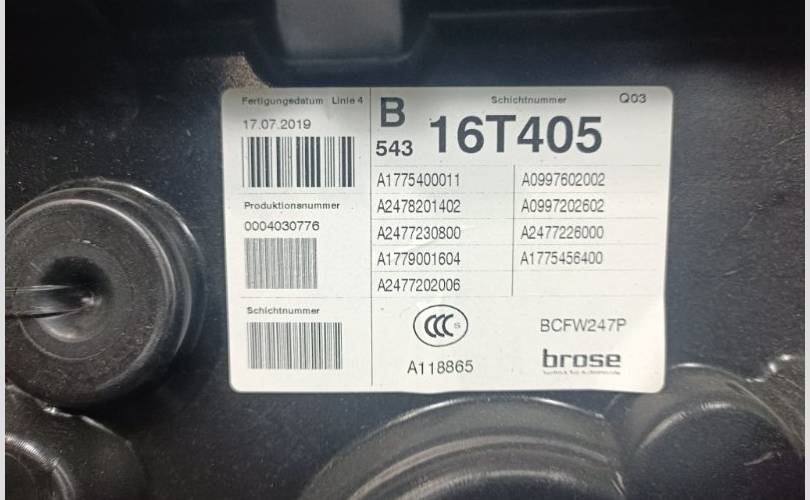 Fertigungsdatum Linie 4
17.07.2019
Produktionsnummer
0004030776
Schichtnummer
B
543
Schichtnummer
Q03
16T405
A1775400011 A0997602002
A2478201402 A0997202602
A2477230800 A2477226000
A1779001604 A1775456400
A2477202006
CCC S
BCFW247P
A118865
brose